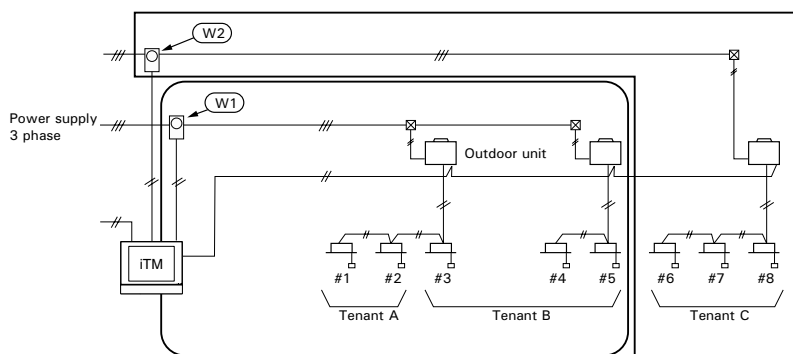 W2
W1
Power supply
3 phase
Outdoor unit
iTM
#1 #2 #3 #4 #5 #6 #7 #8
Tenant A Tenant B Tenant C